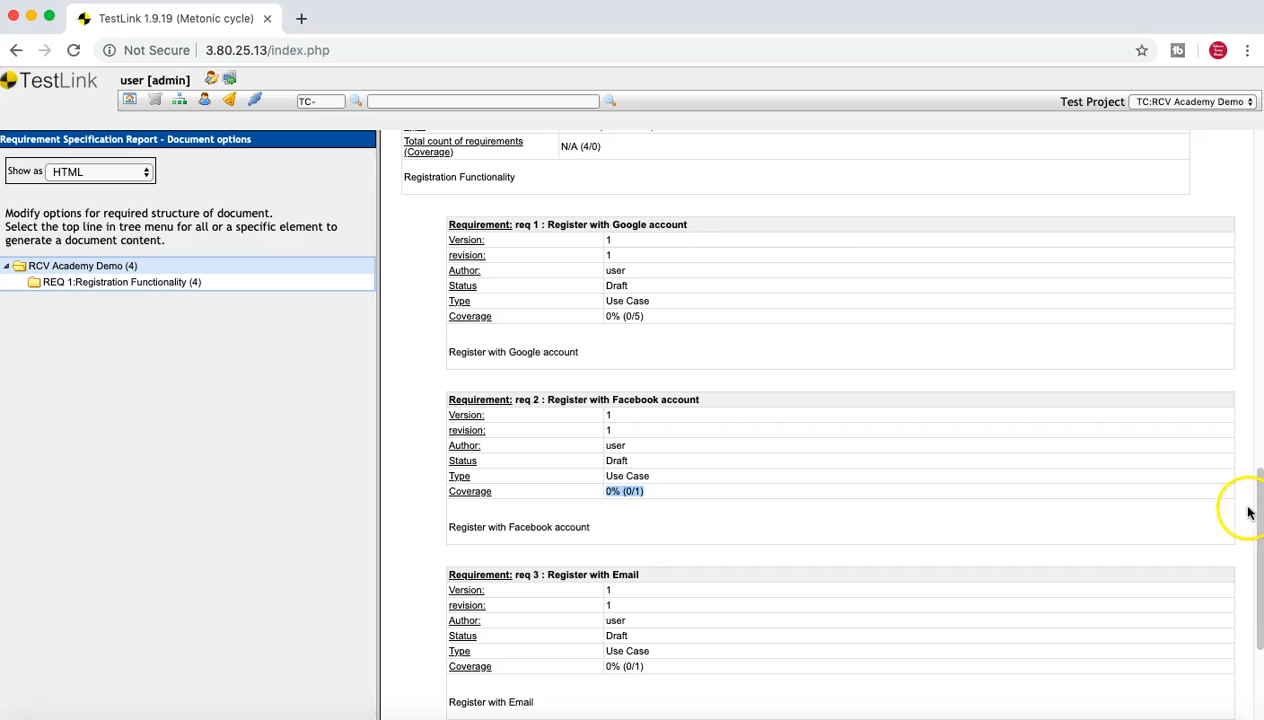 TestLink 1.9.19 (Metonic cycle)
Not Secure
3.80.25.13/index.php
TestLink
user [admin]
TC-
Test Project
TC:RCV Academy Demo
Requirement Specification Report - Document options
Show as
HTML
Modify options for required structure of document.
Select the top line in tree menu for all or a specific element to
generate a document content.
RCV Academy Demo (4)
REQ 1:Registration Functionality (4)
Total count of requirements
(Coverage)
N/A (4/0)
Registration Functionality
Requirement: req 1 : Register with Google account
Version: 1
revision: 1
Author: user
Status Draft
Type Use Case
Coverage 0% (0/5)
Register with Google account
Requirement: req 2 : Register with Facebook account
Version: 1
revision: 1
Author: user
Status Draft
Type Use Case
Coverage 0% (0/1)
Register with Facebook account
Requirement: req 3 : Register with Email
Version: 1
revision: 1
Author: user
Status Draft
Type Use Case
Coverage 0% (0/1)
Register with Email